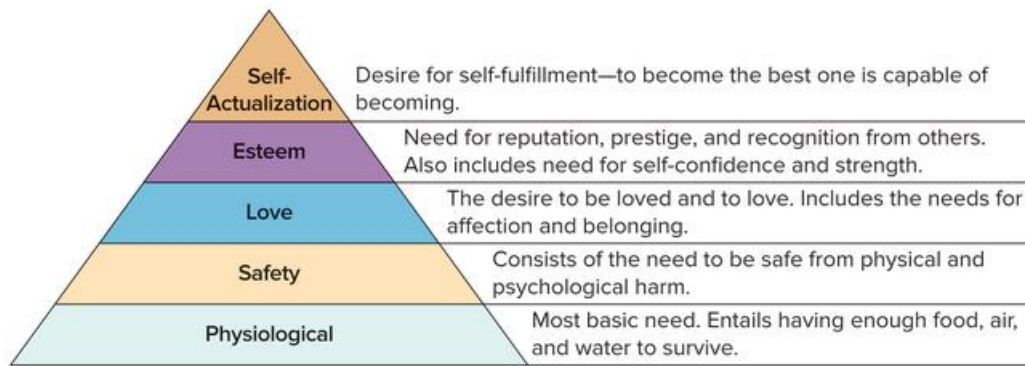 Self-
Actualization
Desire for self-fulfillment—to become the best one is capable of
becoming.
Esteem
Need for reputation, prestige, and recognition from others.
Also includes need for self-confidence and strength.
Love
The desire to be loved and to love. Includes the needs for
affection and belonging.
Safety
Consists of the need to be safe from physical and
psychological harm.
Physiological
Most basic need. Entails having enough food, air,
and water to survive.